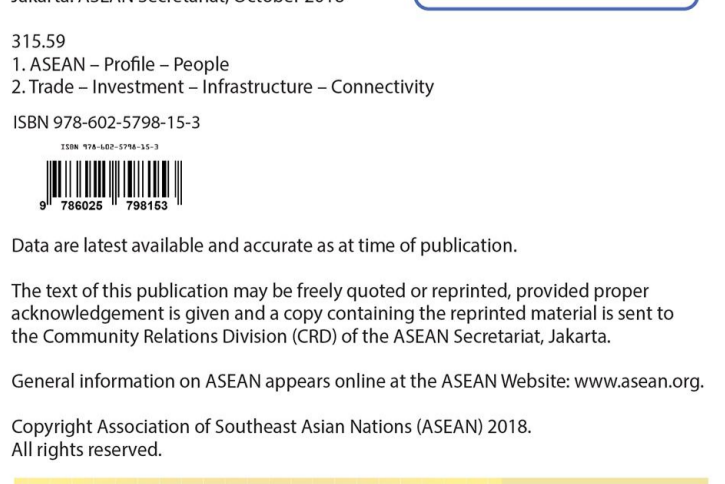 Jakarta: ASEAN Secretariat, October 2018
315.59
1. ASEAN – Profile – People
2. Trade – Investment – Infrastructure – Connectivity
ISBN 978-602-5798-15-3
ISBN 978-602-5798-15-3
9 786025 798153
Data are latest available and accurate as at time of publication.
The text of this publication may be freely quoted or reprinted, provided proper
acknowledgement is given and a copy containing the reprinted material is sent to
the Community Relations Division (CRD) of the ASEAN Secretariat, Jakarta.
General information on ASEAN appears online at the ASEAN Website: www.asean.org.
Copyright Association of Southeast Asian Nations (ASEAN) 2018.
All rights reserved.